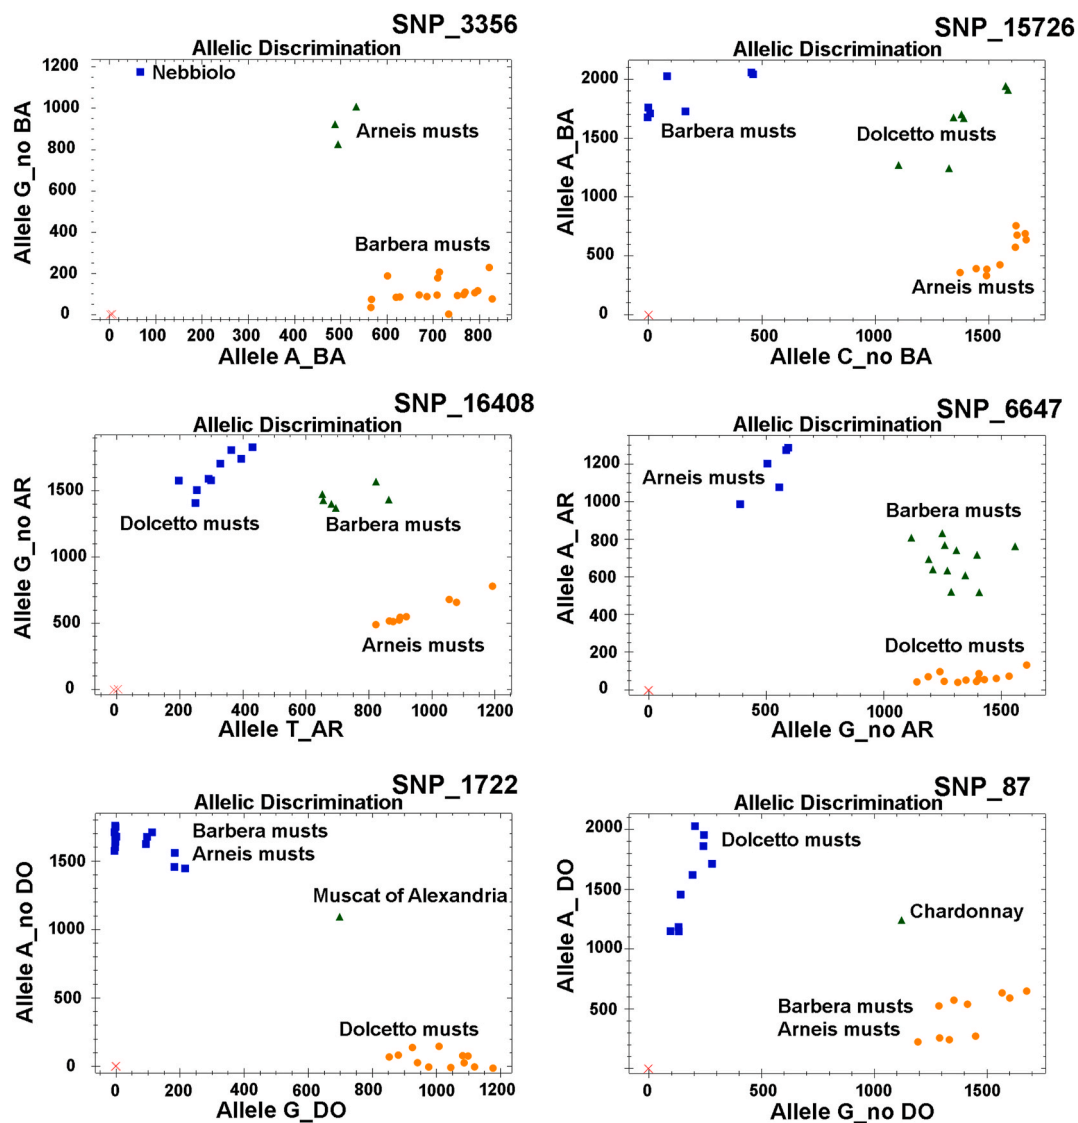 SNP_3356
Allelic Discrimination
Allele G_no BA
1200
1000
800
600
400
200
0
Nebbiolo
Arneis musts
Barbera musts
0 100 200 300 400 500 600 700 800
Allele A_BA
SNP_15726
Allelic Discrimination
Allele A_BA
2000
1500
1000
500
0
Barbera musts
Dolcetto musts
Arneis musts
0 500 1000 1500
Allele C_no BA
SNP_16408
Allelic Discrimination
Allele G_no AR
1500
1000
500
0
Dolcetto musts
Barbera musts
Arneis musts
0 200 400 600 800 1000 1200
Allele T_AR
SNP_6647
Allelic Discrimination
Allele A_ AR
1200
1000
800
600
400
200
0
Arneis musts
Barbera musts
Dolcetto musts
0 500 1000 1500
Allele G_no AR
SNP_1722
Allelic Discrimination
Allele A_no DO
1500
1000
500
0
Barbera musts
Arneis musts
Muscat of Alexandria
Dolcetto musts
0 200 400 600 800 1000 1200
Allele G_DO
SNP_87
Allelic Discrimination
Allele A_ DO
2000
1500
1000
500
0
Dolcetto musts
Chardonnay
Barbera musts
Arneis musts
0 500 1000 1500
Allele G_no DO